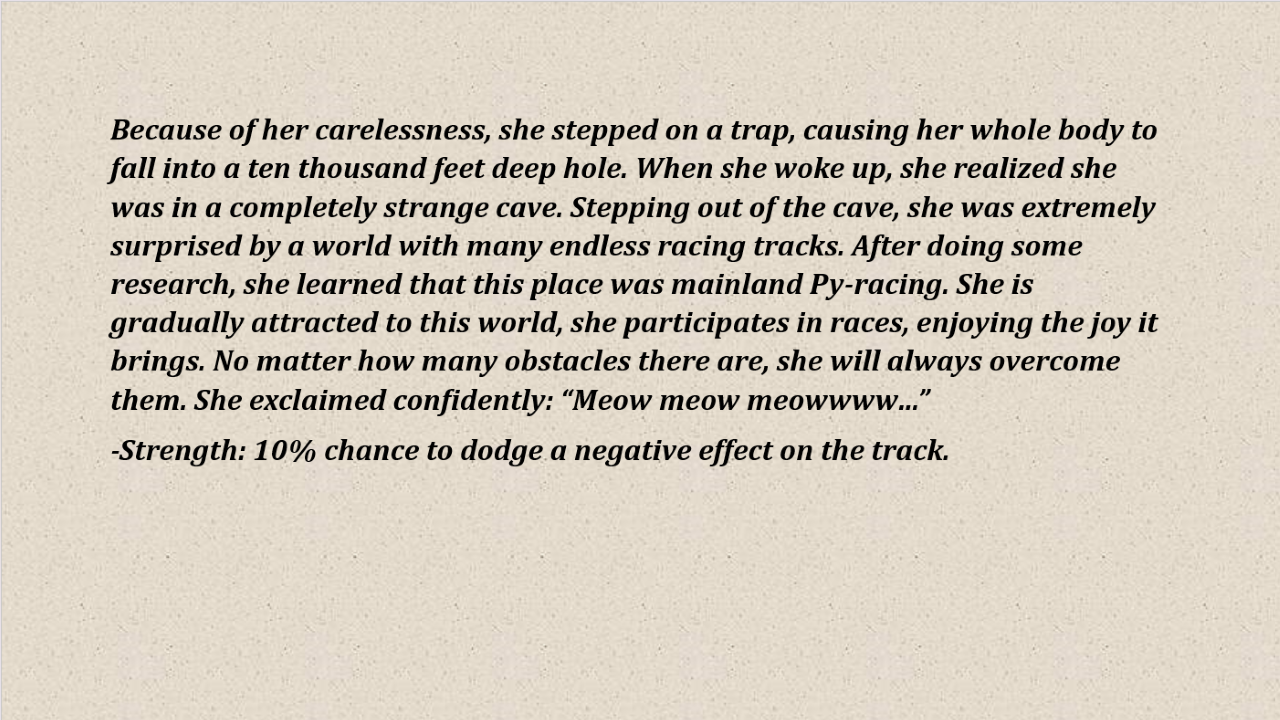 Because of her carelessness, she stepped on a trap, causing her whole body to
fall into a ten thousand feet deep hole. When she woke up, she realized she
was in a completely strange cave. Stepping out of the cave, she was extremely
surprised by a world with many endless racing tracks. After doing some
research, she learned that this place was mainland Py-racing. She is
gradually attracted to this world, she participates in races, enjoying the joy it
brings. No matter how many obstacles there are, she will always overcome
them. She exclaimed confidently: “Meow meow meowwww…”
-Strength: 10% chance to dodge a negative effect on the track.